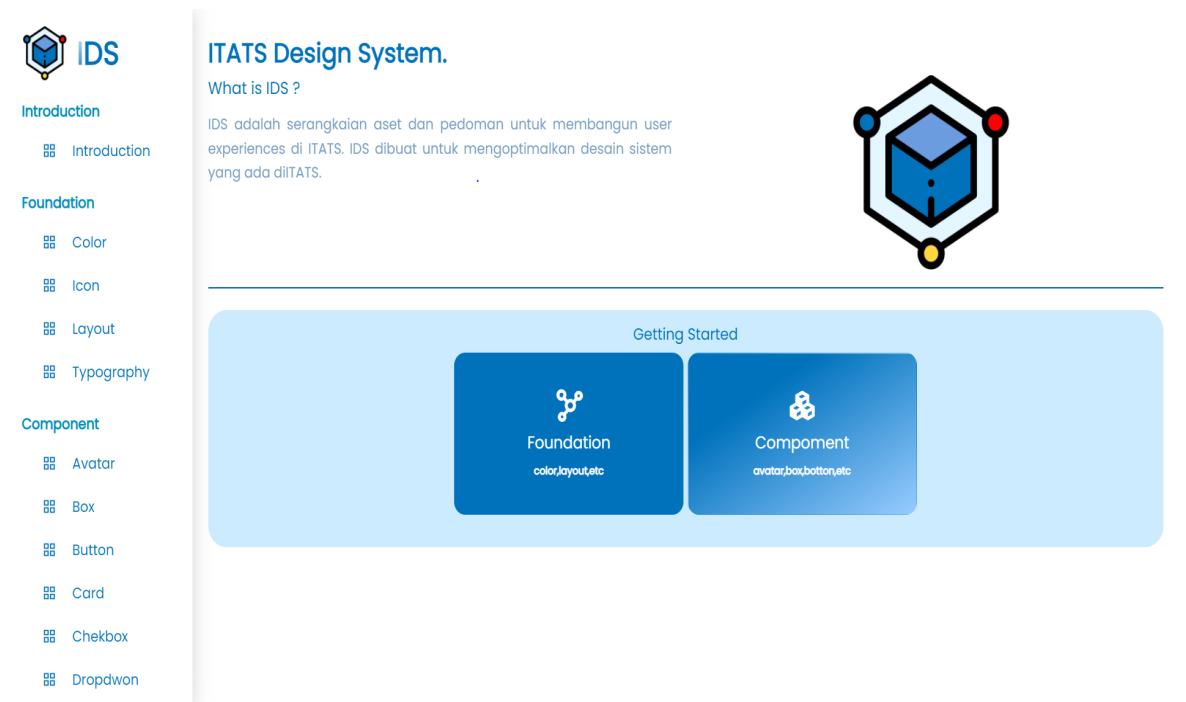 IDS
Introduction
Introduction
Foundation
Color
Icon
Layout
Typography
Component
Avatar
Box
Button
Card
Chekbox
Dropdwon
ITATS Design System.
What is IDS ?
IDS adalah serangkaian aset dan pedoman untuk membangun user
experiences di ITATS. IDS dibuat untuk mengoptimalkan desain sistem
yang ada diITATS.
Getting Started
Foundation
color,layout,etc
Compoment
avatar,box,botton,etc